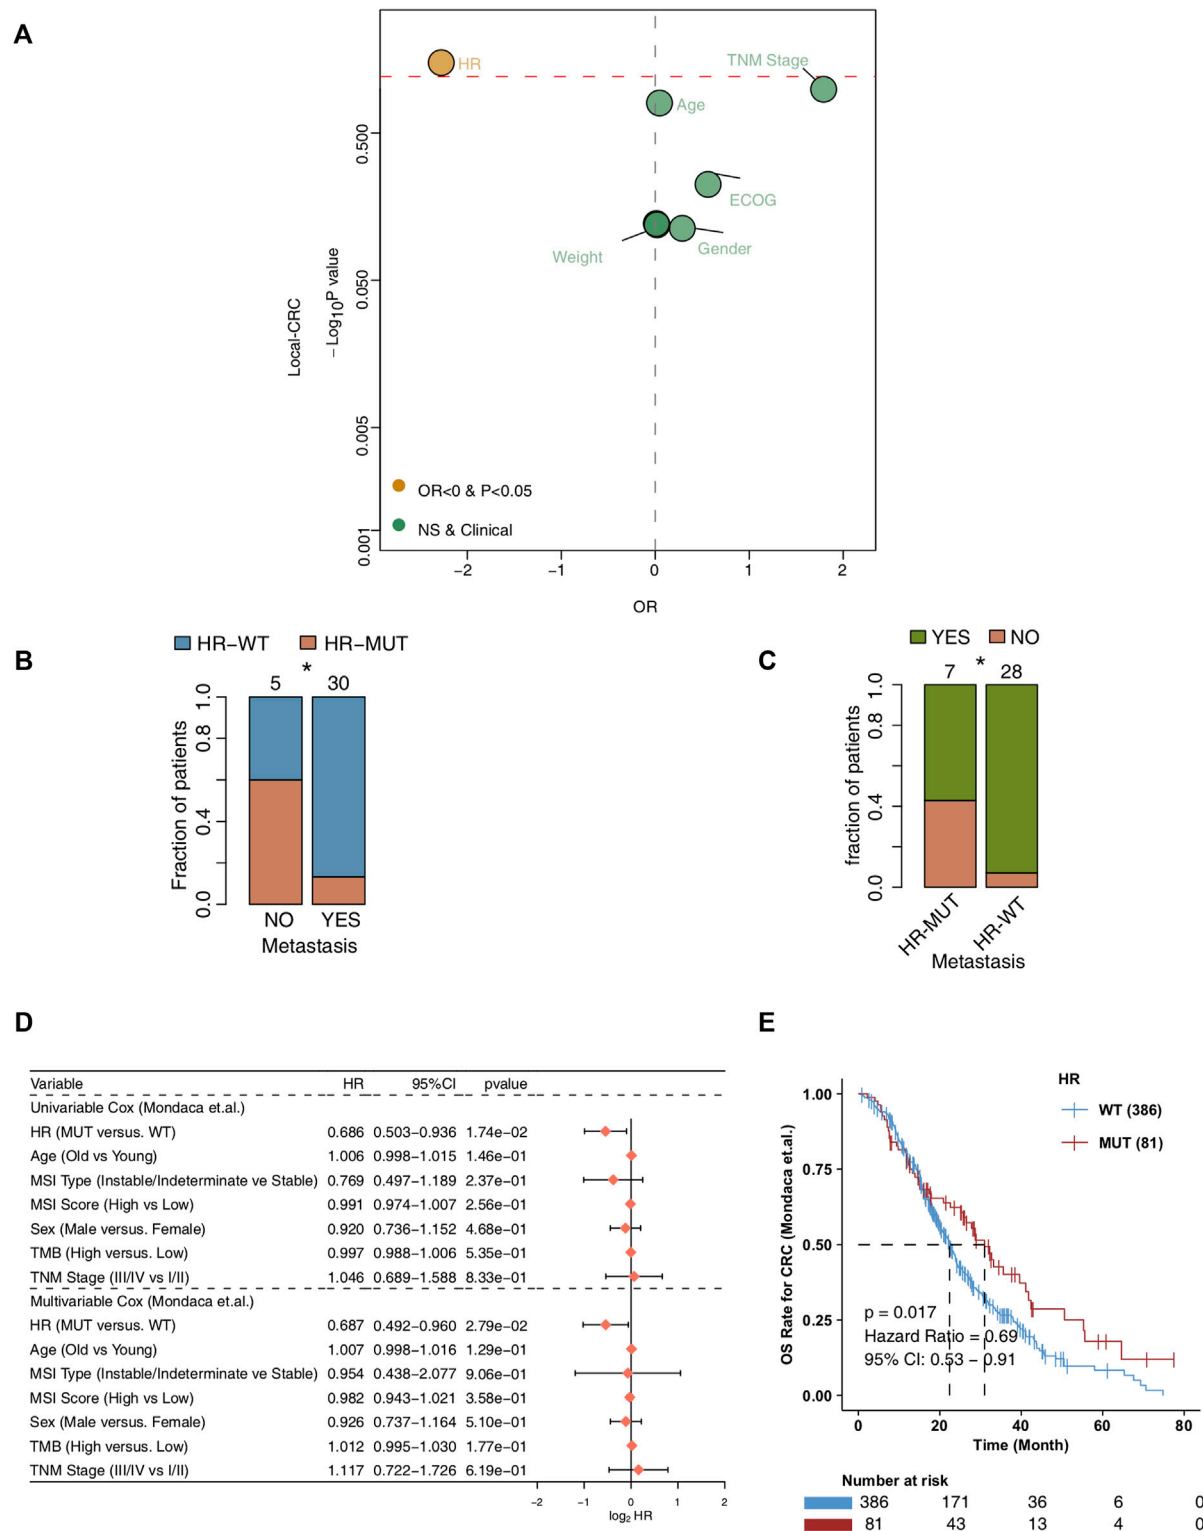 A
HR
TNM Stage
Age
ECOG
Weight
Gender
Local-CRC
− Log10P value
0.500
0.050
0.005
0.001
OR<0 & P<0.05
NS & Clinical
−2 −1 0 1 2
OR
B
HR−WT HR−MUT
*
5 30
Fraction of patients
1.0
0.8
0.4
0.0
NO YES
Metastasis
C
YES NO
7 * 28
fraction of patients
1.0
0.8
0.4
0.0
HR-MUT HR-WT
Metastasis
D
Variable HR 95%CI pvalue
Univariable Cox (Mondaca et.al.)
HR (MUT versus. WT) 0.686 0.503−0.936 1.74e−02
Age (Old vs Young) 1.006 0.998−1.015 1.46e−01
MSI Type (Instable/Indeterminate ve Stable) 0.769 0.497−1.189 2.37e−01
MSI Score (High vs Low) 0.991 0.974−1.007 2.56e−01
Sex (Male versus. Female) 0.920 0.736−1.152 4.68e−01
TMB (High versus. Low) 0.997 0.988−1.006 5.35e−01
TNM Stage (III/IV vs I/II) 1.046 0.689−1.588 8.33e−01
Multivariable Cox (Mondaca et.al.)
HR (MUT versus. WT) 0.687 0.492−0.960 2.79e−02
Age (Old vs Young) 1.007 0.998−1.016 1.29e−01
MSI Type (Instable/Indeterminate ve Stable) 0.954 0.438−2.077 9.06e−01
MSI Score (High vs Low) 0.982 0.943−1.021 3.58e−01
Sex (Male versus. Female) 0.926 0.737−1.164 5.10e−01
TMB (High versus. Low) 1.012 0.995−1.030 1.77e−01
TNM Stage (III/IV vs I/II) 1.117 0.722−1.726 6.19e−01
−2 −1 0 1 2
log2 HR
E
HR
WT (386)
MUT (81)
OS Rate for CRC (Mondaca et.al.)
1.00
0.75
0.50
0.25
0.00
p = 0.017
Hazard Ratio = 0.69
95% CI: 0.53 − 0.91
0 20 40 60 80
Time (Month)
Number at risk
386 171 36 6 0
81 43 13 4 0